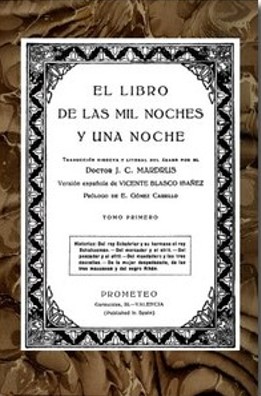 EL LIBRO
DE LAS MIL NOCHES
Y UNA NOCHE
TRADUCCIÓN DIRECTA Y LITERAL DEL ÁRABE POR EL
DOCTOR J. C. MARDRUS
Versión española de VICENTE BLASCO IBAÑEZ
PRÓLOGO DE E. GÓMEZ CARRILLO
TOMO PRIMERO
Historias: Del rey Schahriar y su hermano el rey
Schahzaman.—Del mercader y el efrit.—Del
pescador y el efrit.—Del mandadero y las tres
doncellas.—De la mujer despedazada, de las
tres manzanas y del negro Rihán.
PROMETEO
VALENCIA
(Published in Spain)